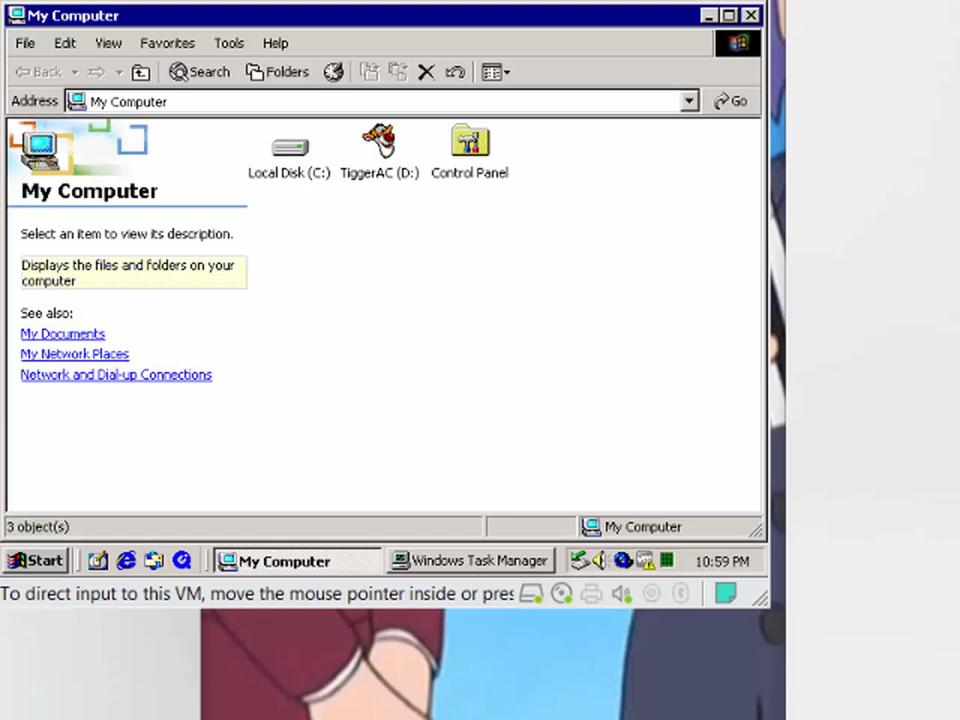 My Computer
File Edit View Favorites Tools Help
Back Search Folders
Address My Computer Go
Local Disk (C:) TiggerAC (D:) Control Panel
My Computer
Select an item to view its description.
Displays the files and folders on your
computer
See also:
My Documents
My Network Places
Network and Dial-up Connections
3 object(s) My Computer
Start My Computer Windows Task Manager 10:59 PM
To direct input to this VM, move the mouse pointer inside or pres